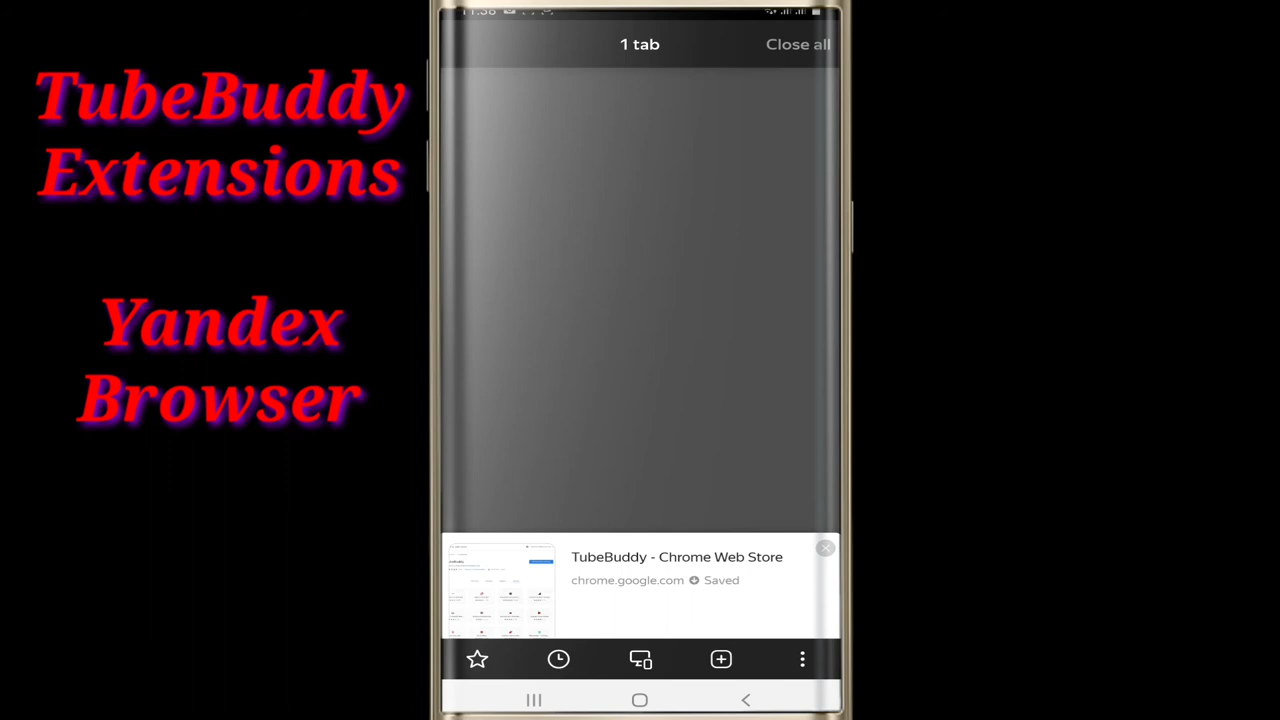 TubeBuddy
Extensions
Yandex
Browser
1 tab
Close all
TubeBuddy - Chrome Web Store
chrome.google.com Saved